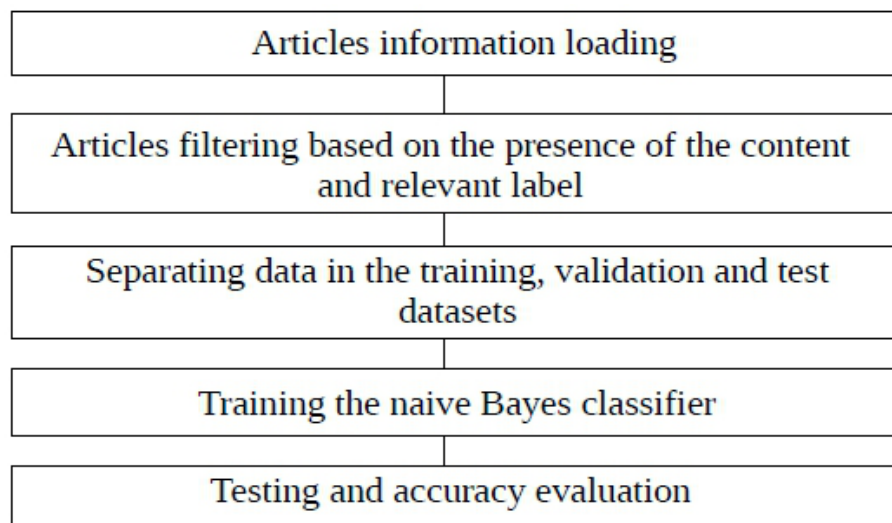 Articles information loading
Articles filtering based on the presence of the content
and relevant label
Separating data in the training, validation and test
datasets
Training the naive Bayes classifier
Testing and accuracy evaluation